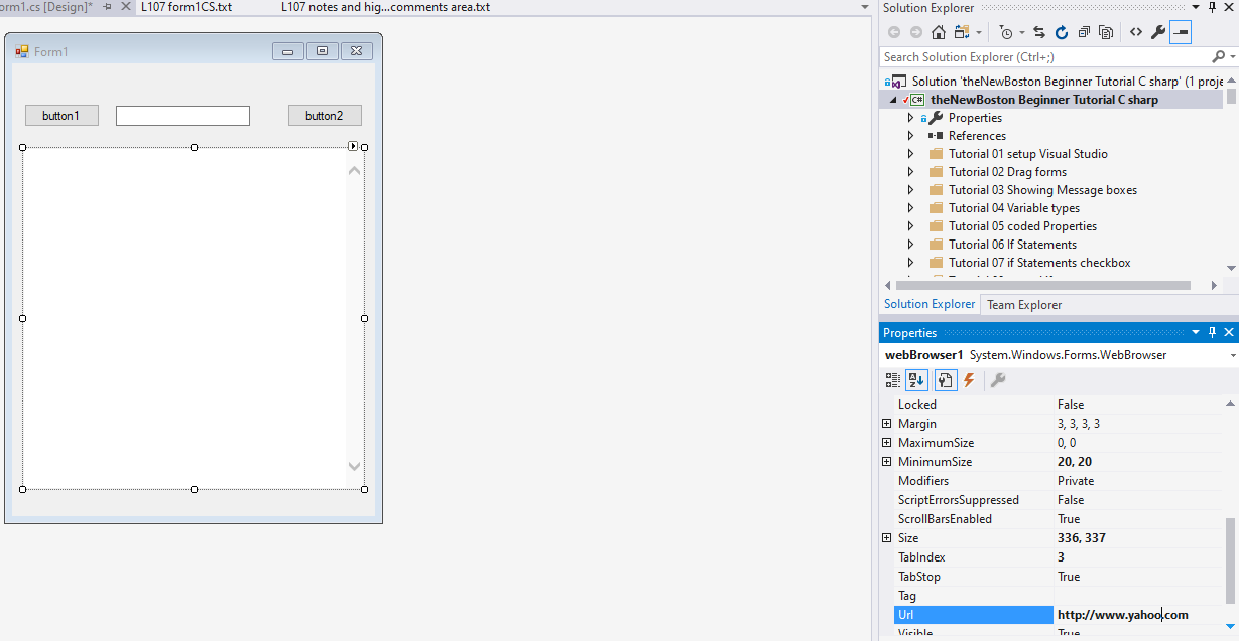 orm1.cs [Design]*
L107 form1CS.txt
L107 notes and hig...comments area.txt
Form1
button1
button2
Solution Explorer
Search Solution Explorer (Ctrl+;)
Solution 'theNewBoston Beginner Tutorial C sharp' (1 proje
C# theNewBoston Beginner Tutorial C sharp
Properties
References
Tutorial 01 setup Visual Studio
Tutorial 02 Drag forms
Tutorial 03 Showing Message boxes
Tutorial 04 Variable types
Tutorial 05 coded Properties
Tutorial 06 If Statements
Tutorial 07 if Statements checkbox
Solution Explorer
Team Explorer
Properties
webBrowser1 System.Windows.Forms.WebBrowser
Locked False
Margin 3, 3, 3, 3
MaximumSize 0, 0
MinimumSize 20, 20
Modifiers Private
ScriptErrorsSuppressed False
ScrollBarsEnabled True
Size 336, 337
TabIndex 3
TabStop True
Tag
Url http://www.yahoo.com
Visible True